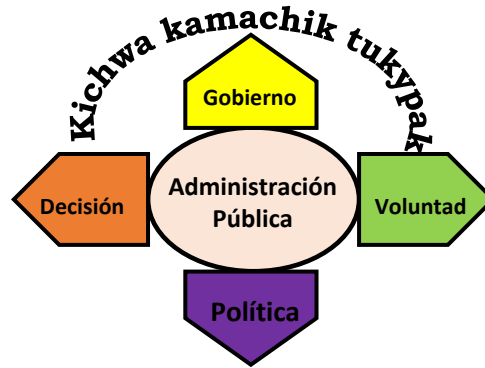 Kichwa kamachik tukypak
Gobierno
Decisión
Administración
Pública
Voluntad
Política